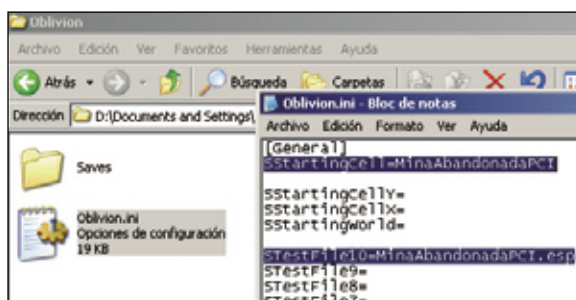 Oblivion
Archivo Edición Ver Favoritos Herramientas Ayuda
Atrás Búsqueda Carpetas
Dirección D:\Documents and Settings\
Saves
Oblivion.ini
Opciones de configuración
19 KB
Oblivion.ini - Bloc de notas
Archivo Edición Formato Ver Ayuda
[General]
SStartingCell=MinaAbandonadaPCI
SStartingCellY=
SStartingCellX=
SStartingWorld=
STestFile10=MinaAbandonadaPCI.esp
STestFile9=
STestFile8=
STestFile7=